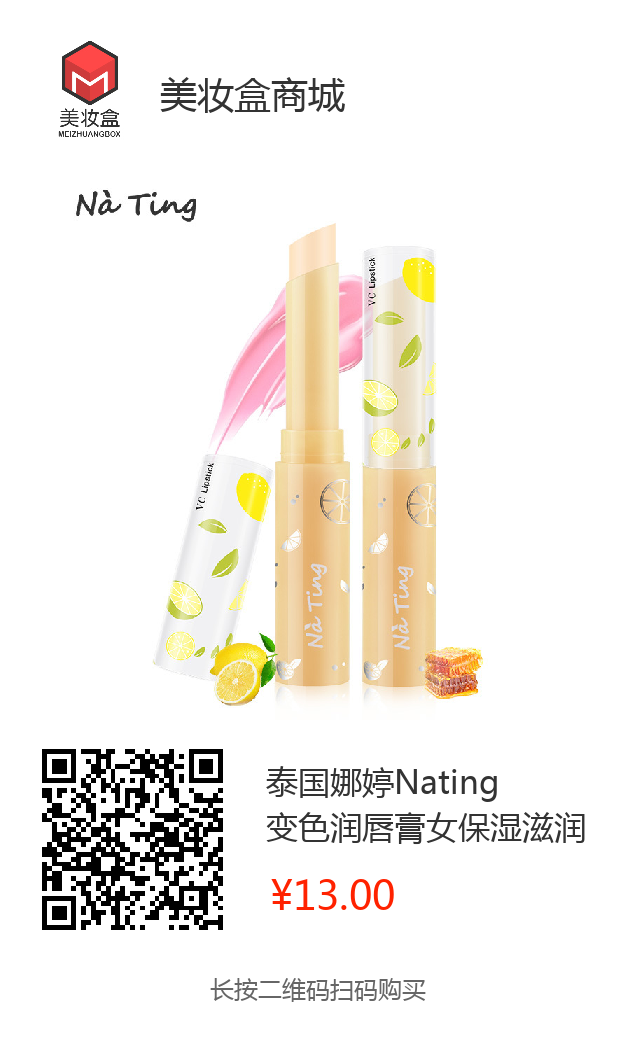 美妆盒
MEIZHUANGBOX
美妆盒商城
Nà Ting
VC Lipstick
VC Lipstick
Nà Ting
Nà Ting
泰国娜婷Nating
变色润唇膏女保湿滋润
¥13.00
长按二维码扫码购买